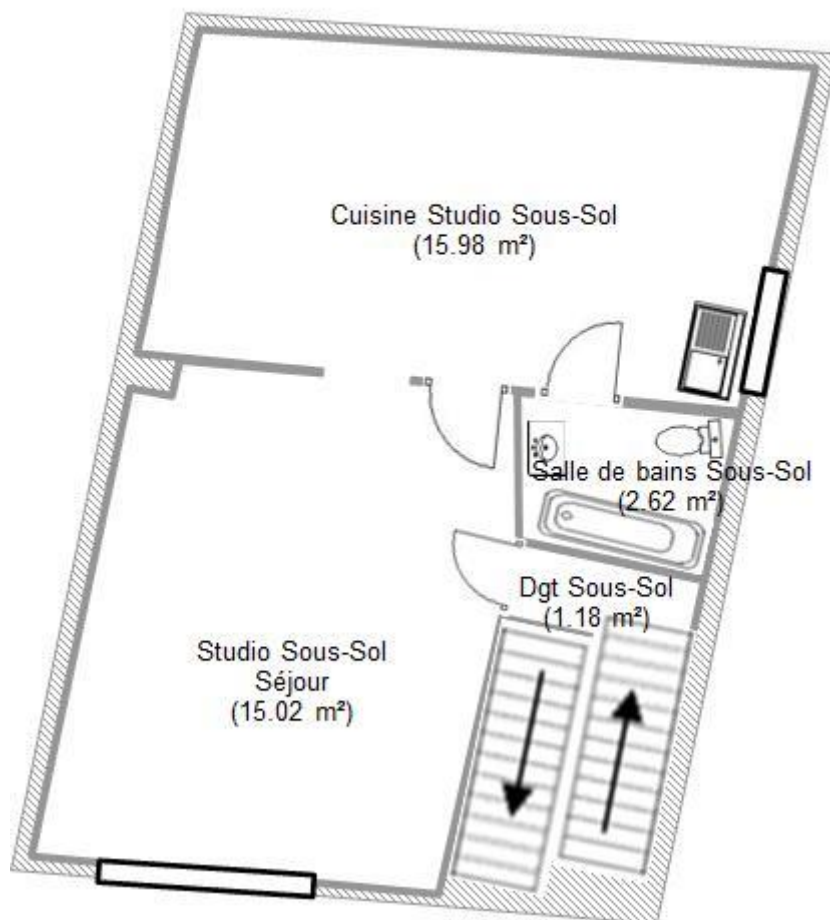 Cuisine Studio Sous-Sol
(15.98 m²)
Salle de bains Sous-Sol
(2.62 m²)
Dgt Sous-Sol
(1.18 m²)
Studio Sous-Sol
Séjour
(15.02 m²)